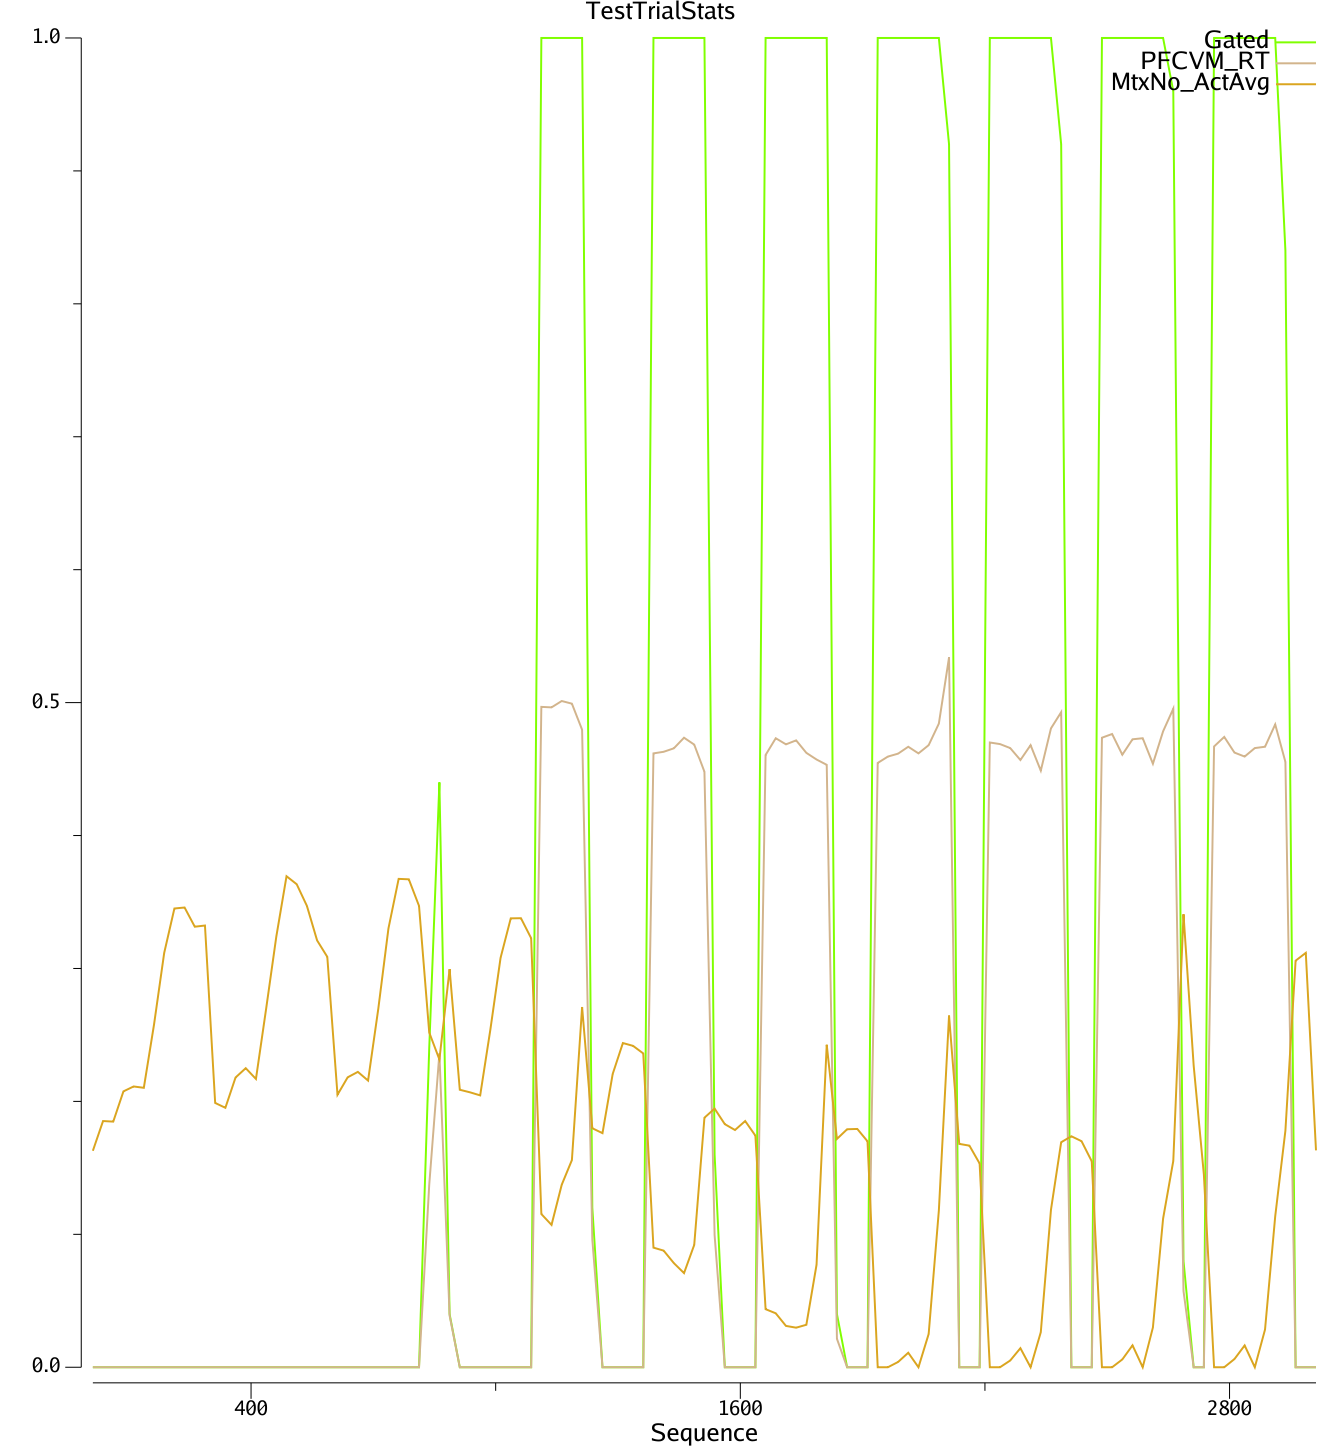 TestTrialStats
1.0
Gated
PFCVM_RT
MtxNo_ActAvg
0.5
0.0
400
1600
2800
Sequence